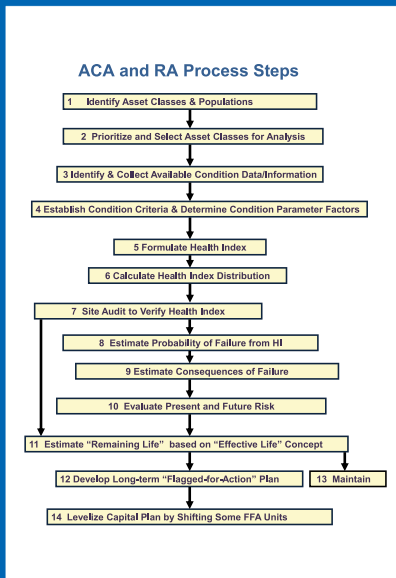 ACA and RA Process Steps
1 Identify Asset Classes & Populations
2 Prioritize and Select Asset Classes for Analysis
3 Identify & Collect Available Condition Data/Information
4 Establish Condition Criteria & Determine Condition Parameter Factors
5 Formulate Health Index
6 Calculate Health Index Distribution
7 Site Audit to Verify Health Index
8 Estimate Probability of Failure from HI
9 Estimate Consequences of Failure
10 Evaluate Present and Future Risk
11 Estimate “Remaining Life” based on “Effective Life” Concept
12 Develop Long-term “Flagged-for-Action” Plan
13 Maintain
14 Levelize Capital Plan by Shifting Some FFA Units